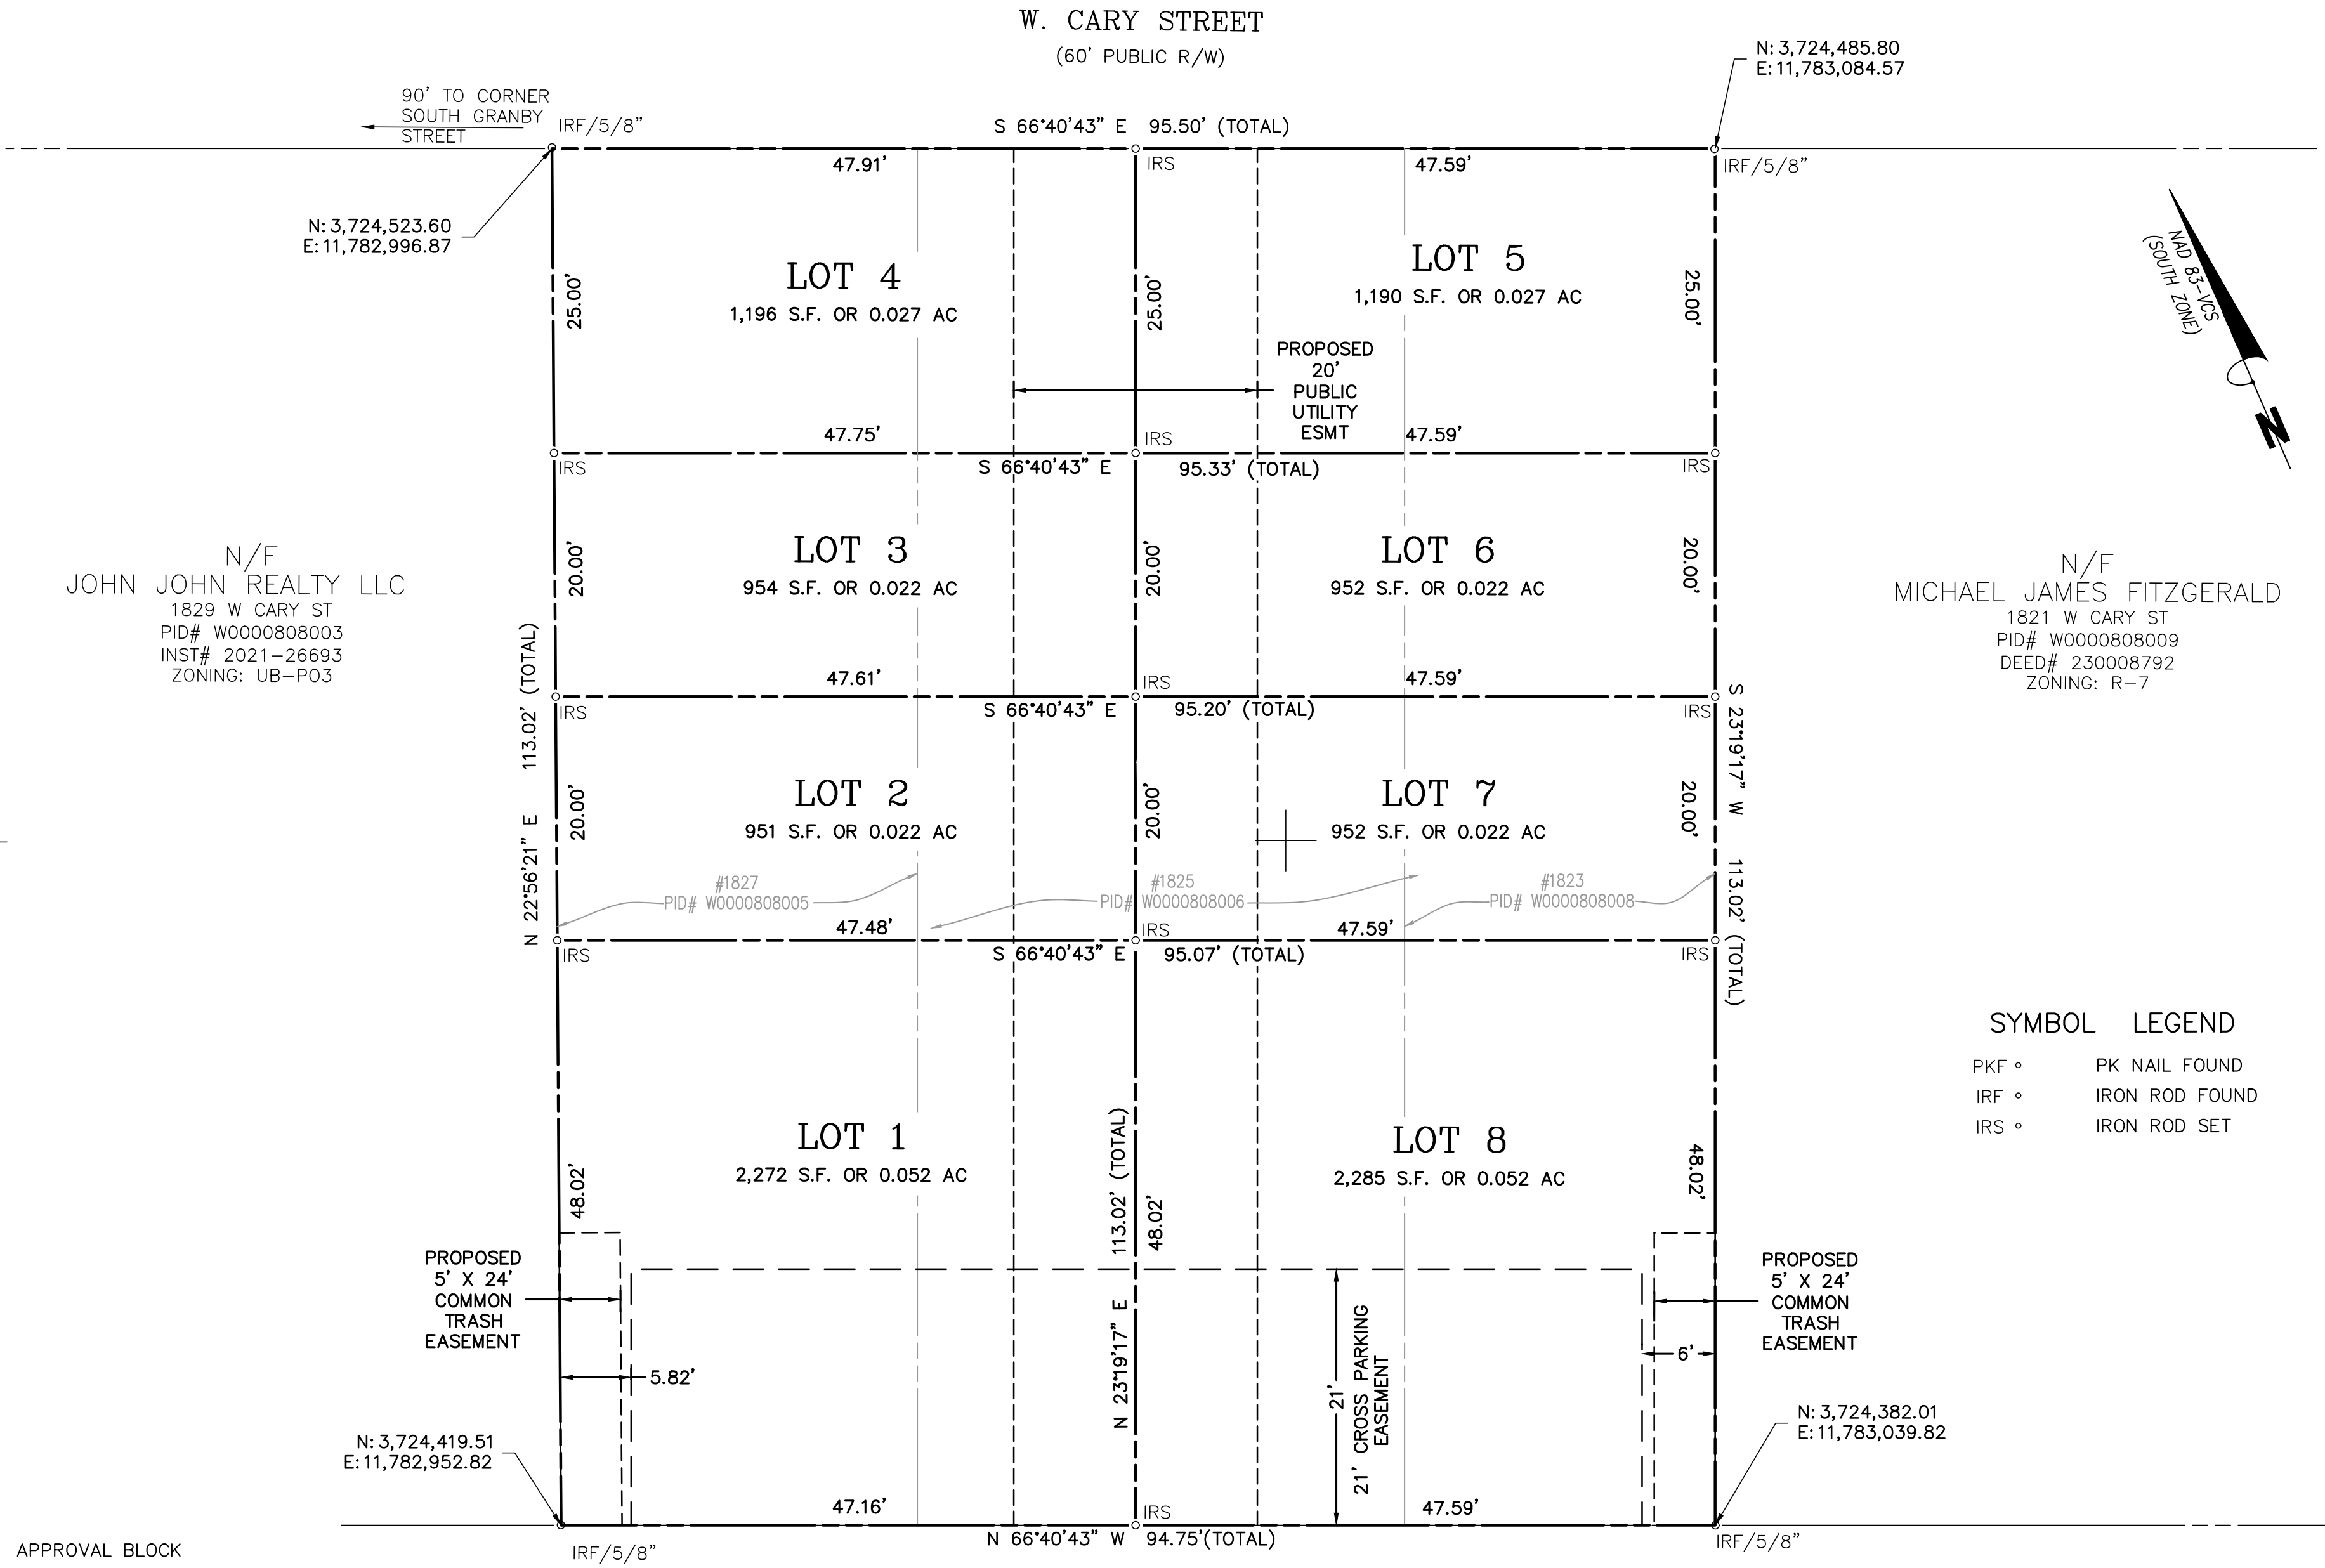 W. CARY STREET
(60' PUBLIC R/W)
N: 3,724,485.80
E: 11,783,084.57
90' TO CORNER
SOUTH GRANBY
STREET
IRF/5/8"
S 66°40'43" E 95.50' (TOTAL)
47.91'
IRS
47.59'
IRF/5/8"
N: 3,724,523.60
E: 11,782,996.87
NAD 83-VCS
(SOUTH ZONE)
N
25.00'
LOT 4
1,196 S.F. OR 0.027 AC
25.00'
LOT 5
1,190 S.F. OR 0.027 AC
25.00'
PROPOSED
20'
PUBLIC
UTILITY
ESMT
47.75'
IRS
47.59'
IRS
S 66°40'43" E 95.33' (TOTAL)
IRS
N/F
JOHN JOHN REALTY LLC
1829 W CARY ST
PID# W0000808003
INST# 2021-26693
ZONING: UB-PO3
20.00'
LOT 3
954 S.F. OR 0.022 AC
20.00'
LOT 6
952 S.F. OR 0.022 AC
20.00'
N/F
MICHAEL JAMES FITZGERALD
1821 W CARY ST
PID# W0000808009
DEED# 230008792
ZONING: R-7
47.61'
IRS
47.59'
IRS
S 66°40'43" E 95.20' (TOTAL)
IRS
N 22°56'21" E 113.02' (TOTAL)
20.00'
LOT 2
951 S.F. OR 0.022 AC
20.00'
LOT 7
952 S.F. OR 0.022 AC
20.00'
S 23°19'17" W 113.02' (TOTAL)
#1827
PID# W0000808005
#1825
PID# W0000808006
#1823
PID# W0000808008
47.48'
IRS
47.59'
IRS
S 66°40'43" E 95.07' (TOTAL)
IRS
SYMBOL LEGEND
PKF PK NAIL FOUND
IRF IRON ROD FOUND
IRS IRON ROD SET
48.02'
LOT 1
2,272 S.F. OR 0.052 AC
N 23°19'17" E 113.02' (TOTAL)
48.02'
LOT 8
2,285 S.F. OR 0.052 AC
48.02'
PROPOSED
5' X 24'
COMMON
TRASH
EASEMENT
5.82'
21'
21' CROSS PARKING
EASEMENT
6'
PROPOSED
5' X 24'
COMMON
TRASH
EASEMENT
N: 3,724,419.51
E: 11,782,952.82
N: 3,724,382.01
E: 11,783,039.82
47.16'
IRS
47.59'
N 66°40'43" W 94.75'(TOTAL)
IRF/5/8"
IRF/5/8"
APPROVAL BLOCK